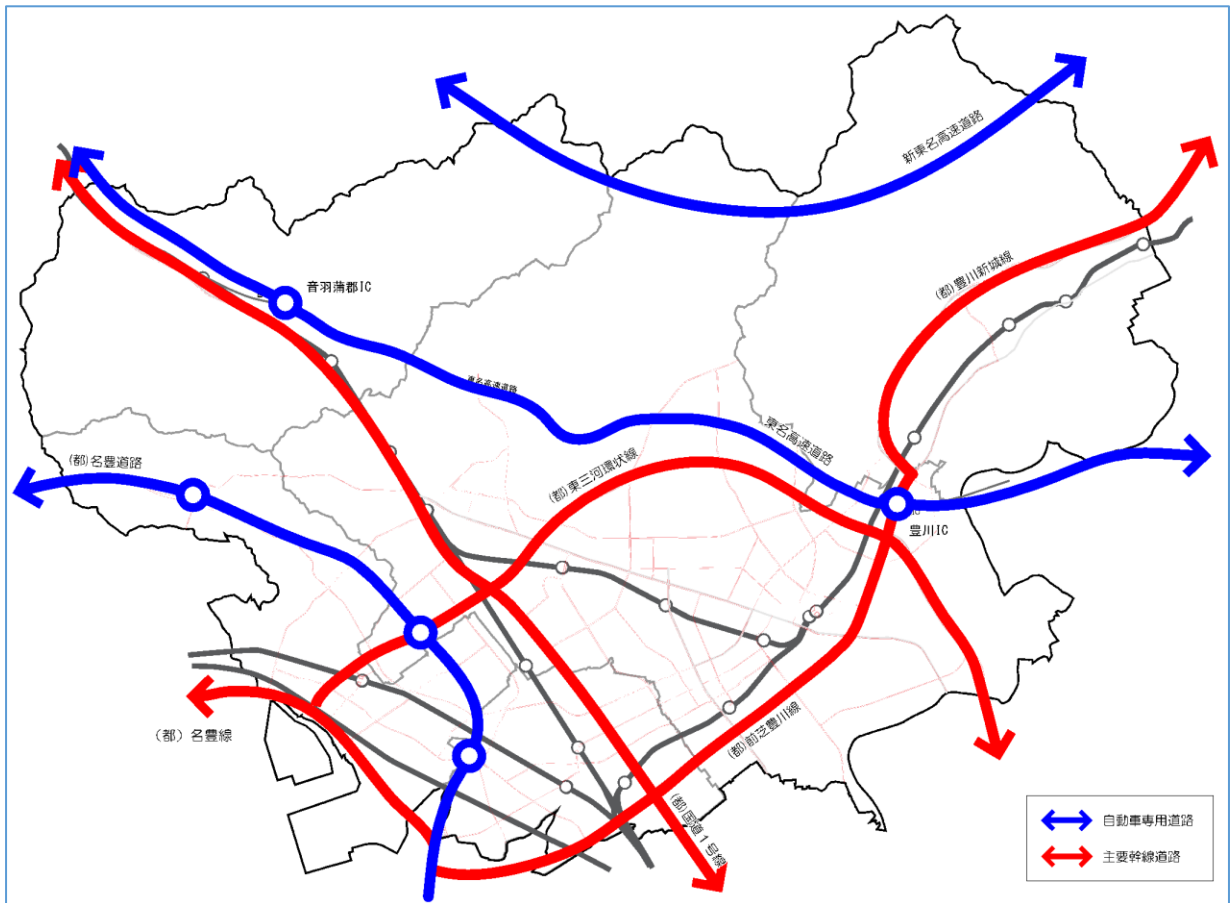 新東名高速道路
(都)豊川新城線
音羽蒲郡IC
東名高速道路
東名高速道路
(都)名豊道路
(都)東三河環状線
豊川IC
(都)名豊線
(都)前芝豊川線
(都)国道1号線
自動車専用道路
主要幹線道路